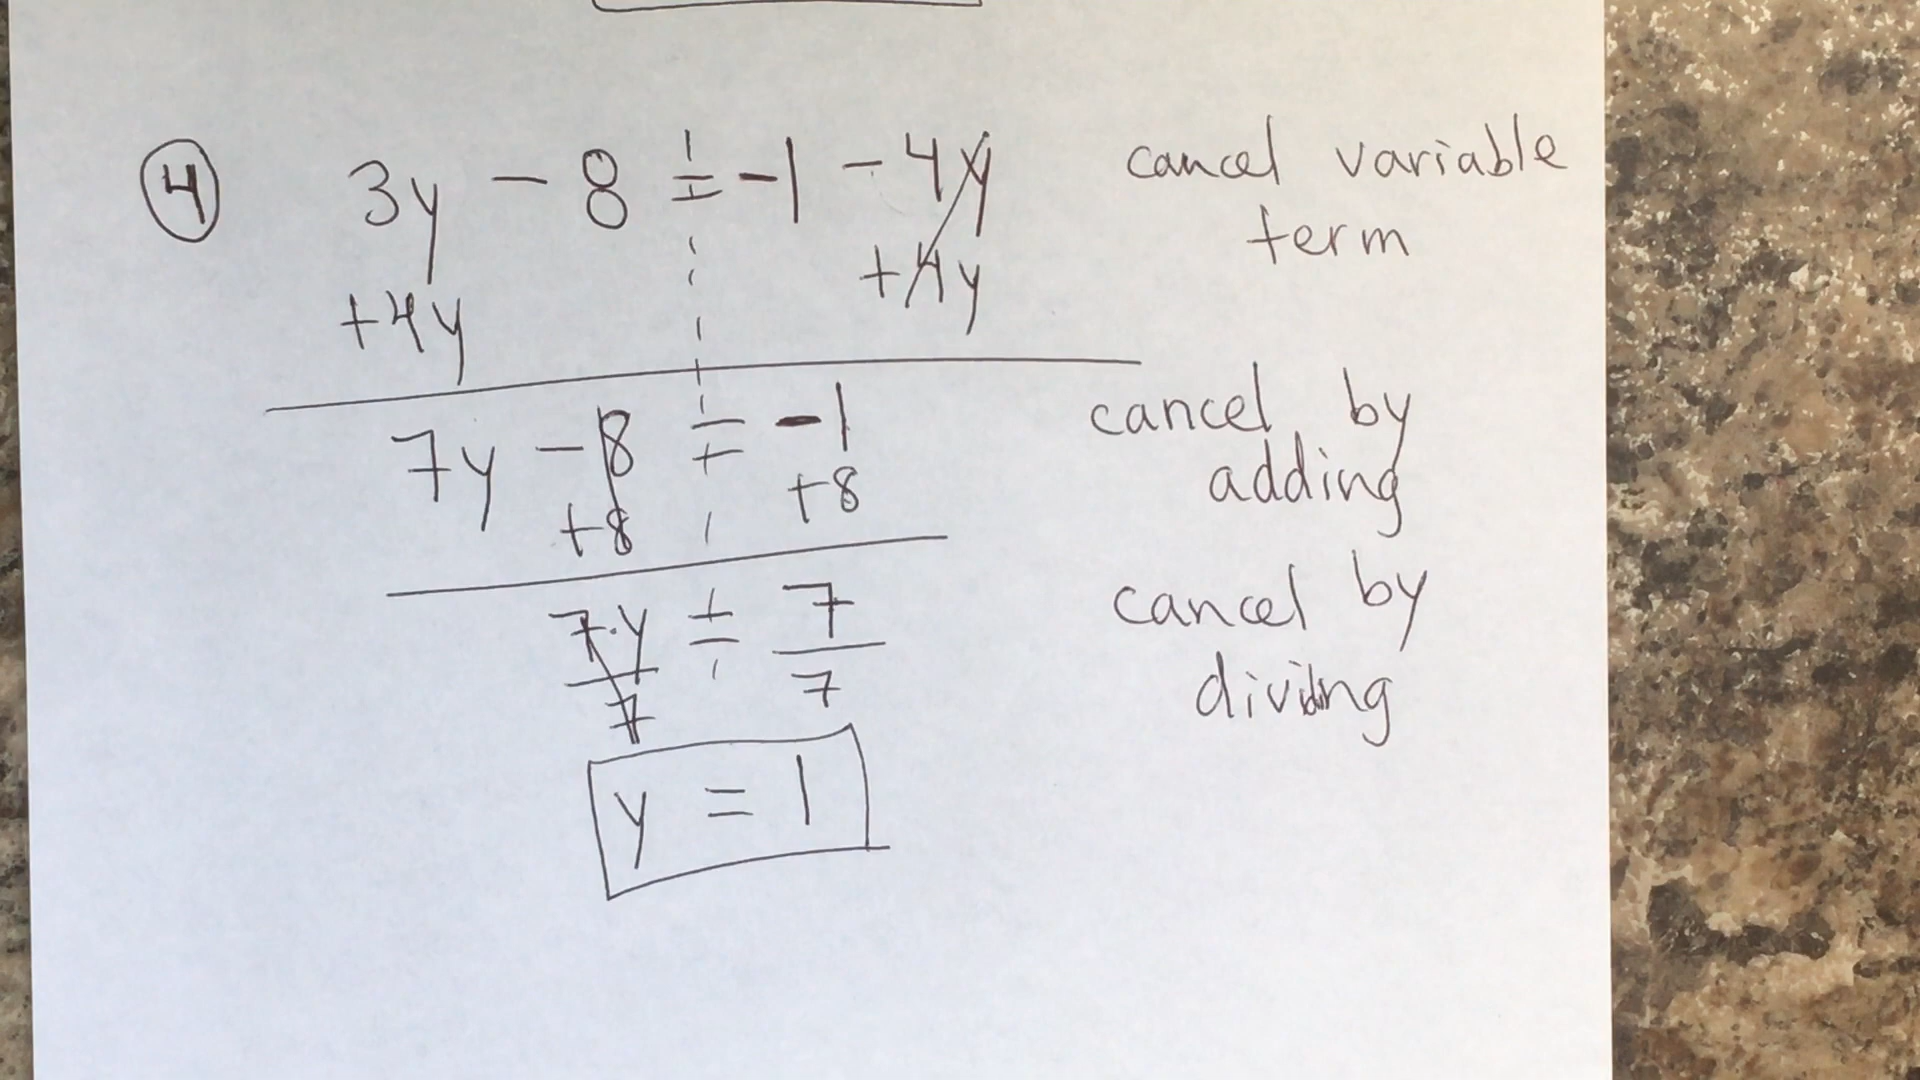 4 3y - 8 = -1 - 4y cancel variable
term
+4y +4y
7y - 8 = -1 cancel by
+8 +8 adding
7·y = 7 cancel by
7 7 dividing
y = 1